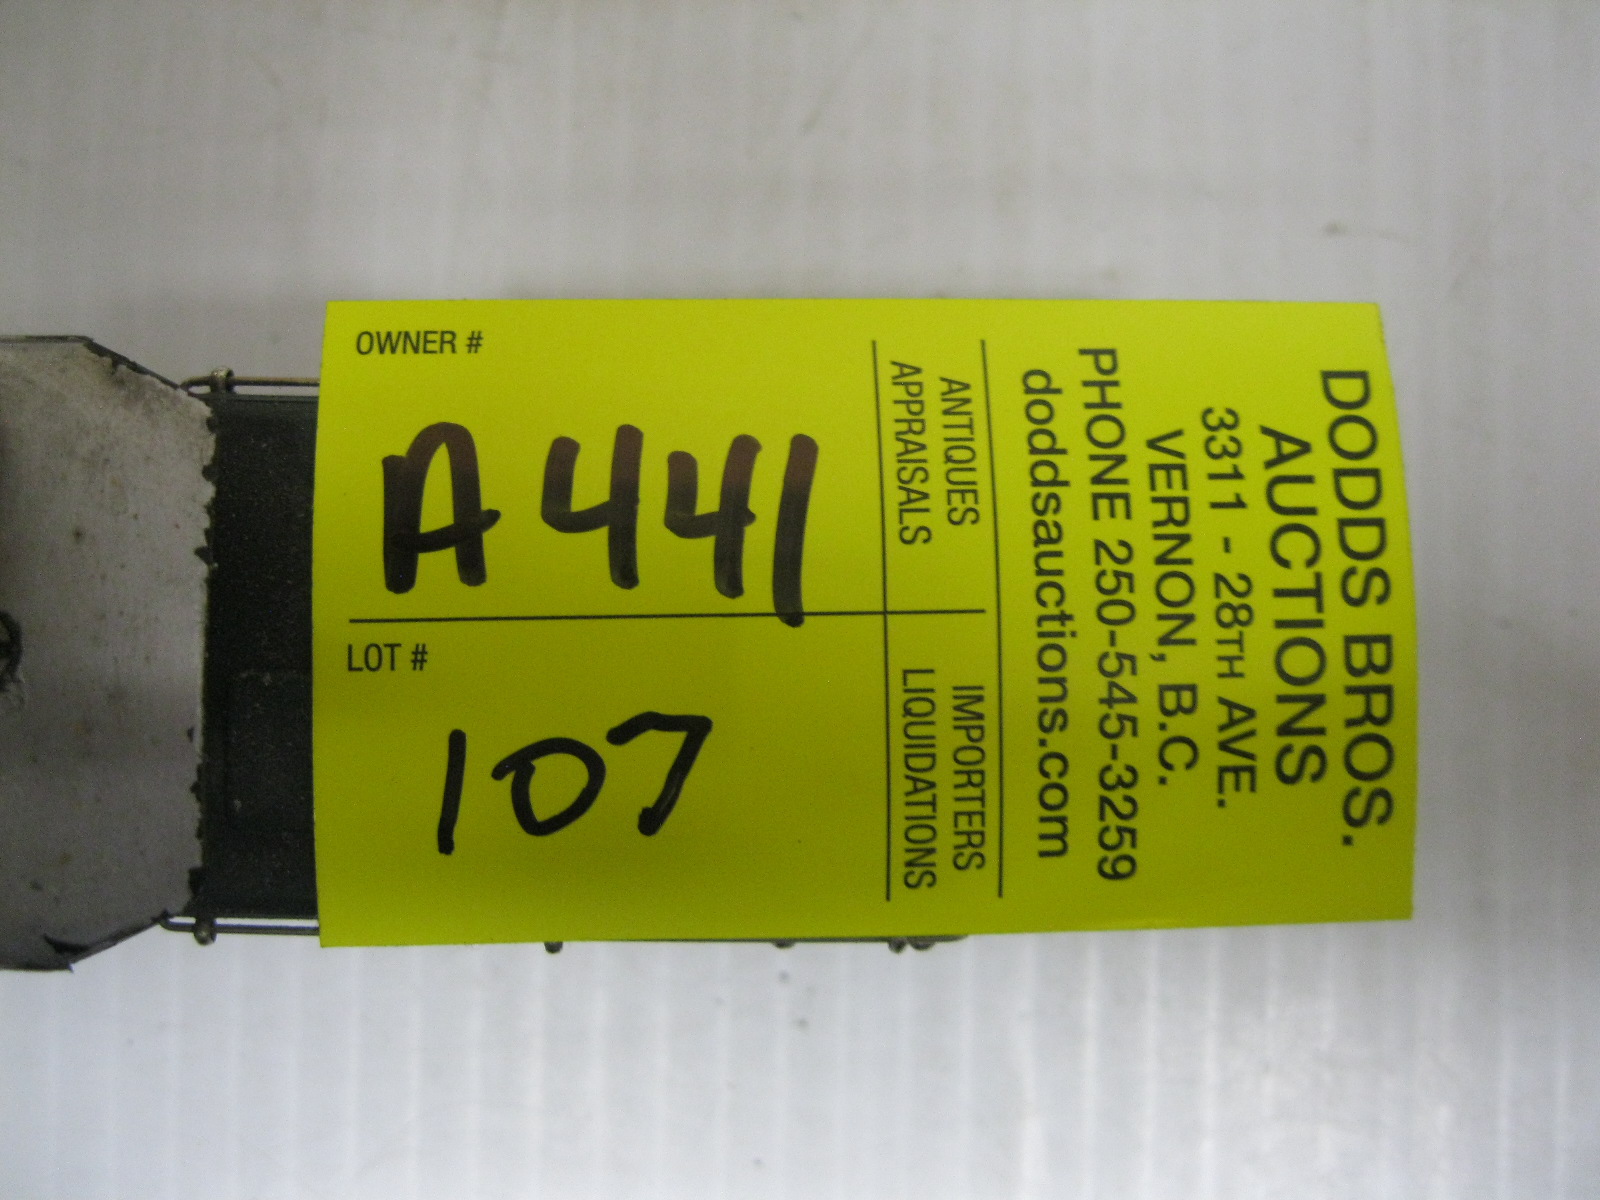 DODDS BROS.
AUCTIONS
3311 - 28TH AVE.
VERNON, B.C.
PHONE 250-545-3259
doddsauctions.com
ANTIQUES
APPRAISALS
IMPORTERS
LIQUIDATIONS
OWNER #
A441
LOT #
107